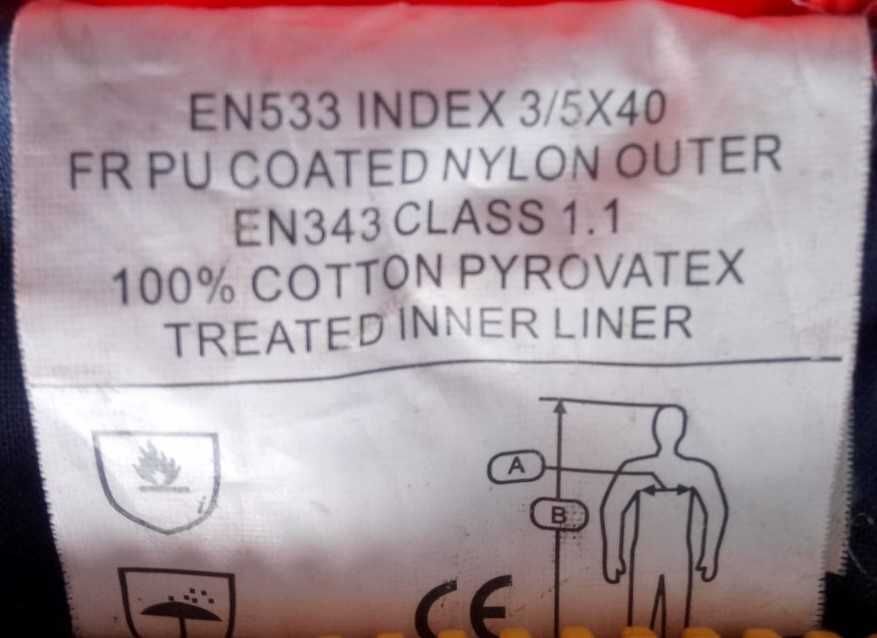 EN533 INDEX 3/5X40
FR PU COATED NYLON OUTER
EN343 CLASS 1.1
100% COTTON PYROVATEX
TREATED INNER LINER
A
B
CE